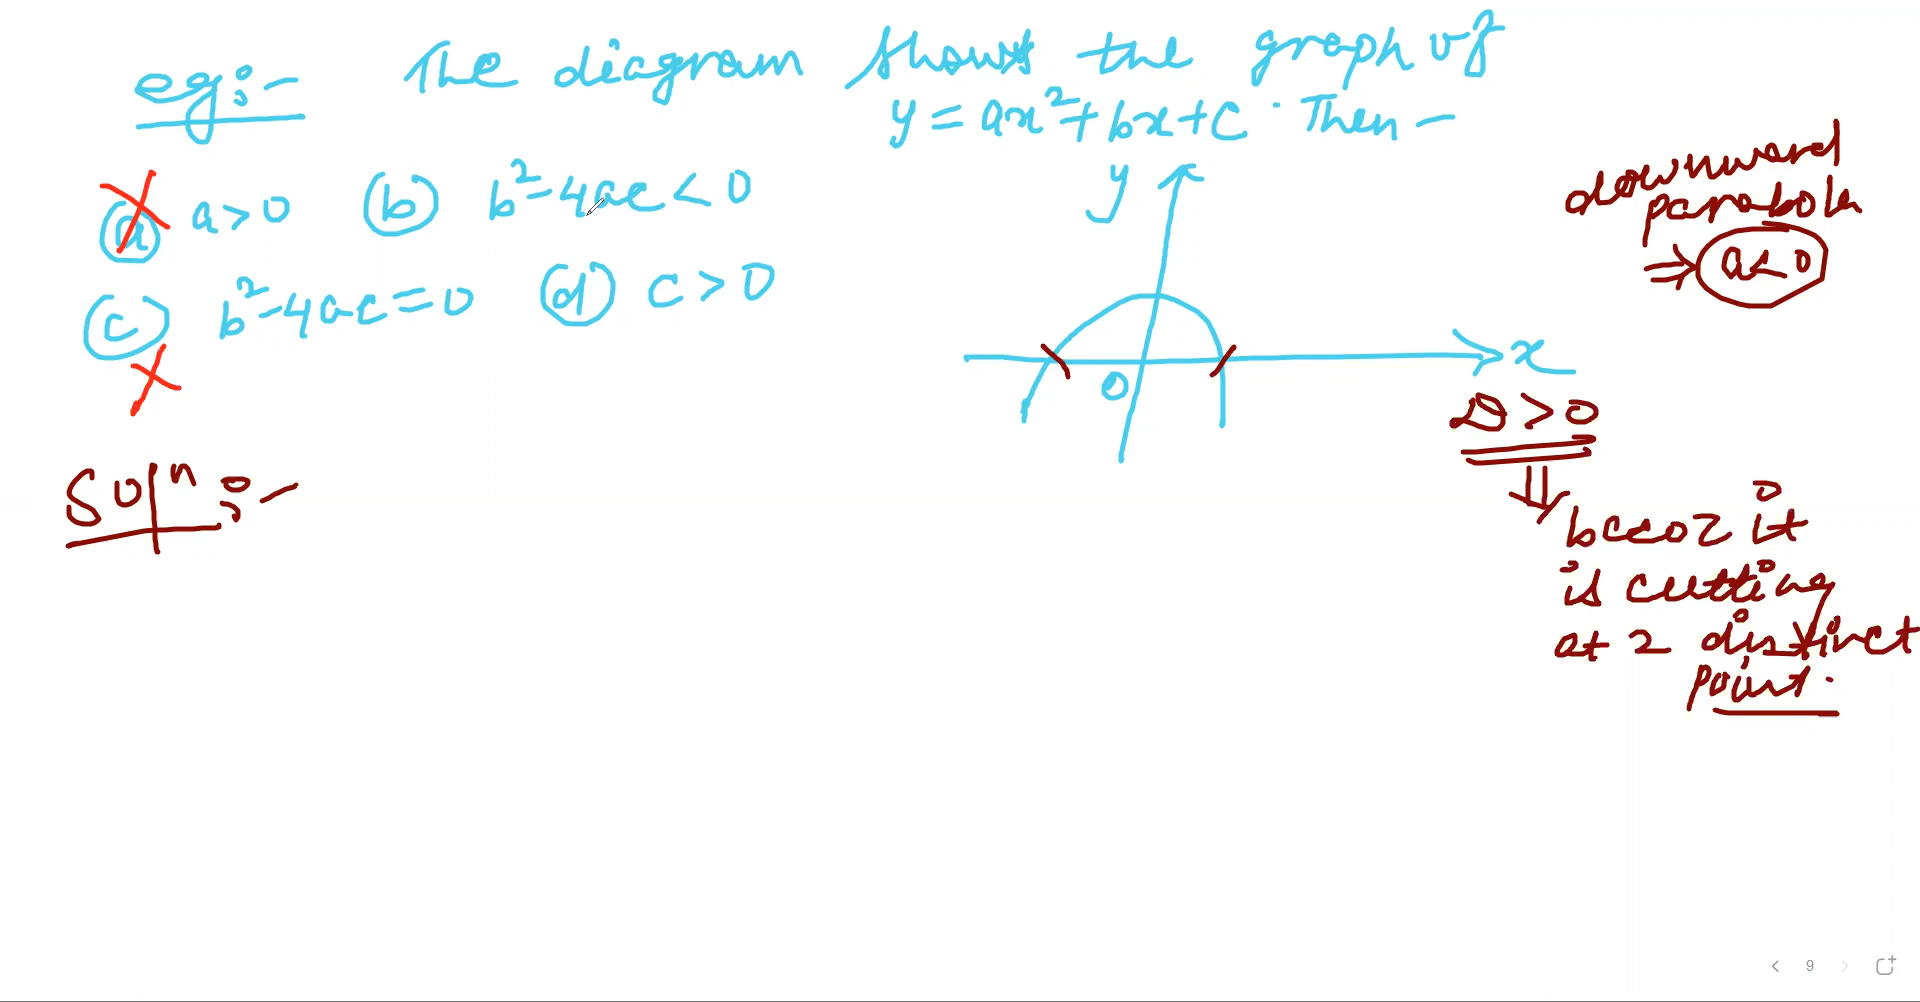 eg:- The diagram shows the graph of
y = ax²+bx+c. Then -
(a) a>0 (b) b²-4ac<0
(c) b²-4ac=0 (d) c>0
y
x
0
downward
parabola
⇒ a<0
D>0
⇓
becoz it
is cutting
at 2 distinct
point.
Solⁿ:-
9